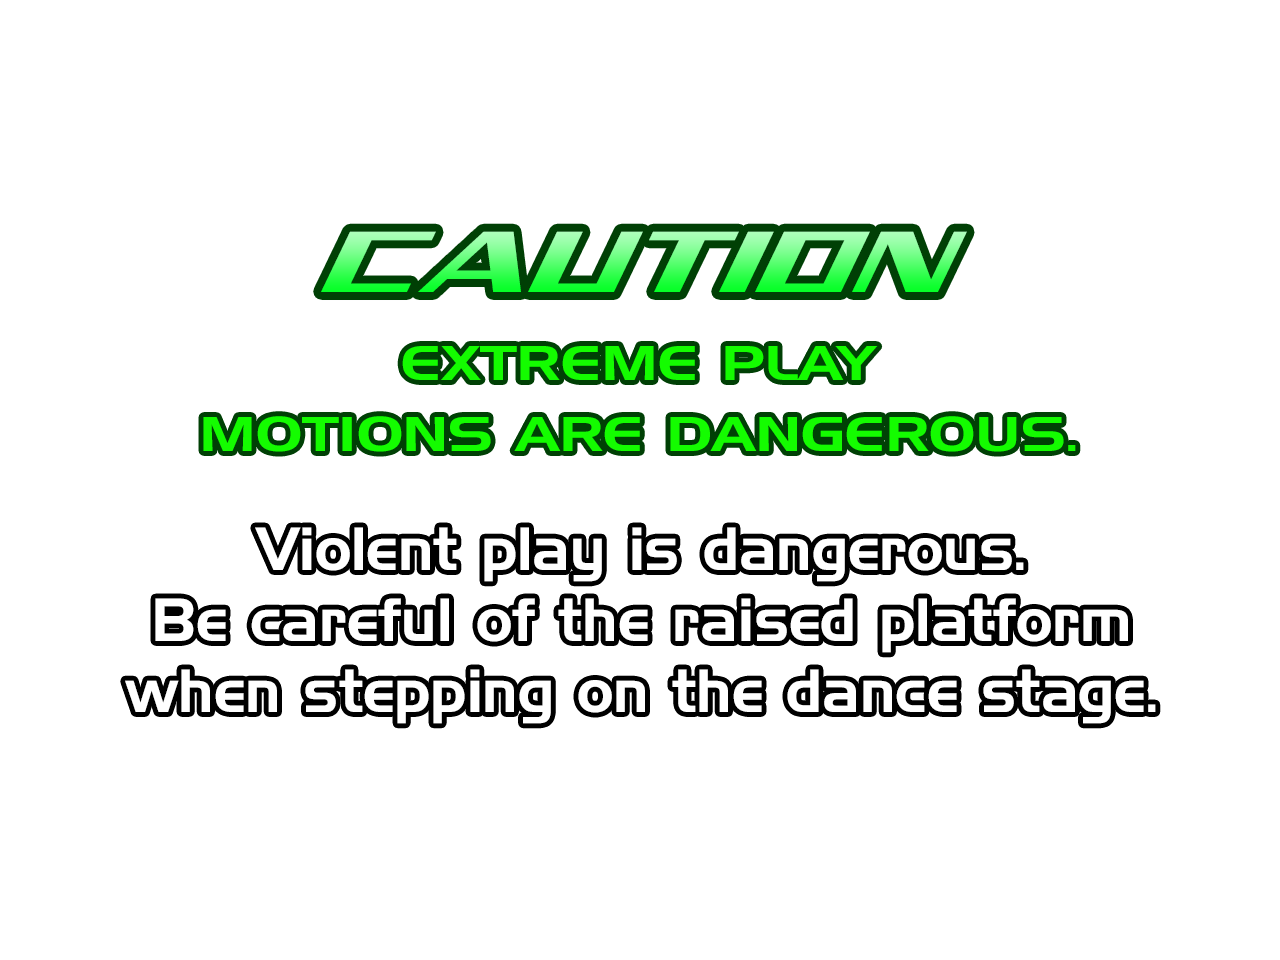 CAUTION
EXTREME PLAY
MOTIONS ARE DANGEROUS.
Violent play is dangerous.
Be careful of the raised platform
when stepping on the dance stage.